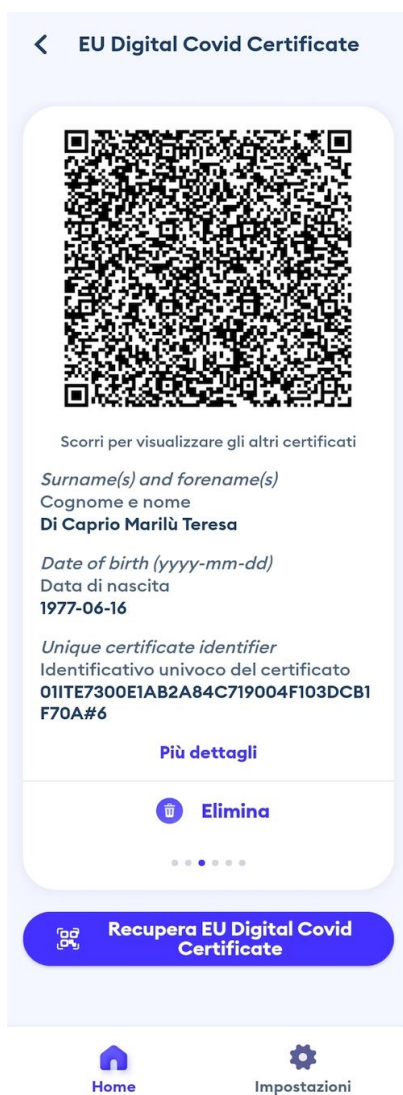 EU Digital Covid Certificate
Scorri per visualizzare gli altri certificati
Surname(s) and forename(s)
Cognome e nome
Di Caprio Marilù Teresa
Date of birth (yyyy-mm-dd)
Data di nascita
1977-06-16
Unique certificate identifier
Identificativo univoco del certificato
01ITE7300E1AB2A84C719004F103DCB1
F70A#6
Più dettagli
Elimina
Recupera EU Digital Covid
Certificate
Home
Impostazioni